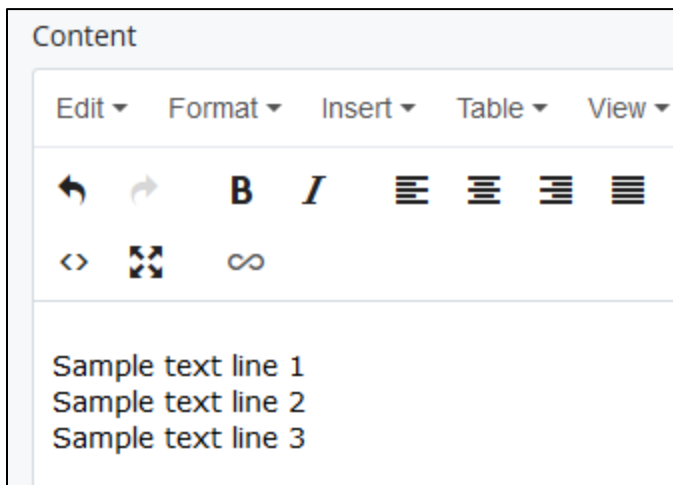 Content
Edit Format Insert Table View
B I
Sample text line 1
Sample text line 2
Sample text line 3